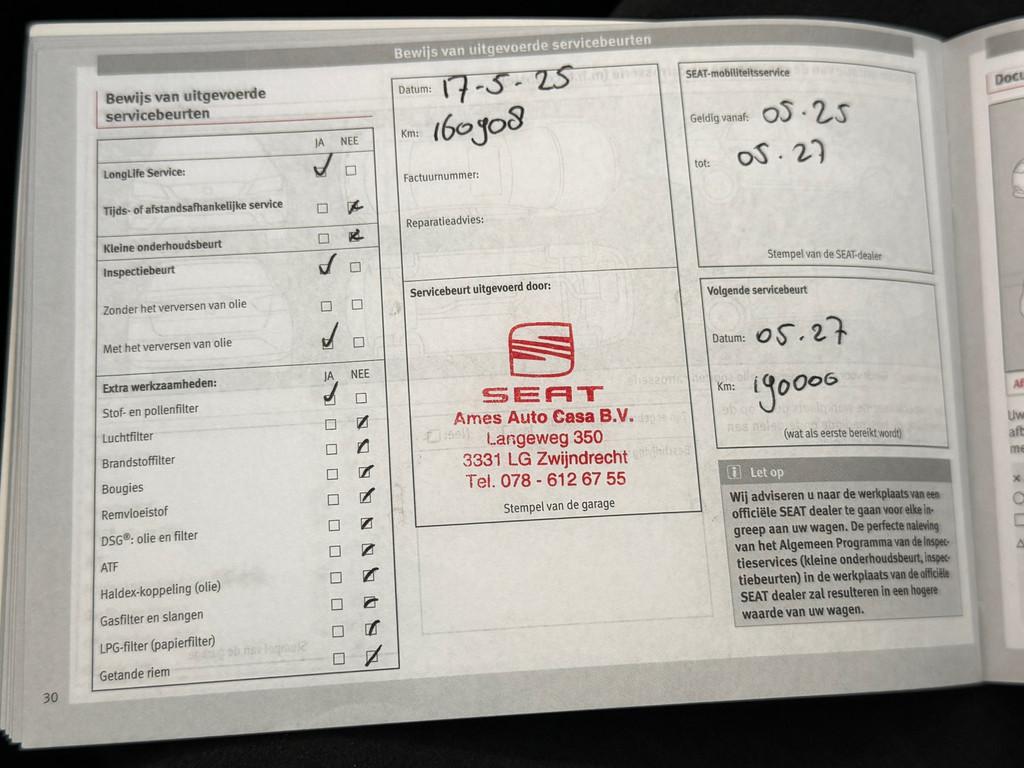 Bewijs van uitgevoerde servicebeurten
Bewijs van uitgevoerde
servicebeurten
JA NEE
LongLife Service:
Tijds- of afstandsafhankelijke service
Kleine onderhoudsbeurt
Inspectiebeurt
Zonder het verversen van olie
Met het verversen van olie
Extra werkzaamheden: JA NEE
Stof- en pollenfilter
Luchtfilter
Brandstoffilter
Bougies
Remvloeistof
DSG®: olie en filter
ATF
Haldex-koppeling (olie)
Gasfilter en slangen
LPG-filter (papierfilter)
Getande riem
30
Datum: 17-5-25
Km: 160908
Factuurnummer:
Reparatieadvies:
Servicebeurt uitgevoerd door:
SEAT
Ames Auto Casa B.V.
Langeweg 350
3331 LG Zwijndrecht
Tel. 078 - 612 67 55
Stempel van de garage
SEAT-mobiliteitsservice
Geldig vanaf: 05.25
tot: 05.27
Stempel van de SEAT-dealer
Volgende servicebeurt
Datum: 05.27
Km: 190000
(wat als eerste bereikt wordt)
i Let op
Wij adviseren u naar de werkplaats van een
officiële SEAT dealer te gaan voor elke in-
greep aan uw wagen. De perfecte naleving
van het Algemeen Programma van de Inspec-
tieservices (kleine onderhoudsbeurt, inspec-
tiebeurten) in de werkplaats van de officiële
SEAT dealer zal resulteren in een hogere
waarde van uw wagen.